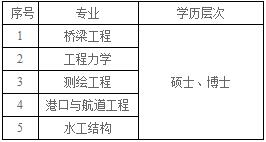 序号 专业 学历层次
1 桥梁工程
2 工程力学
3 测绘工程 硕士、博士
4 港口与航道工程
5 水工结构